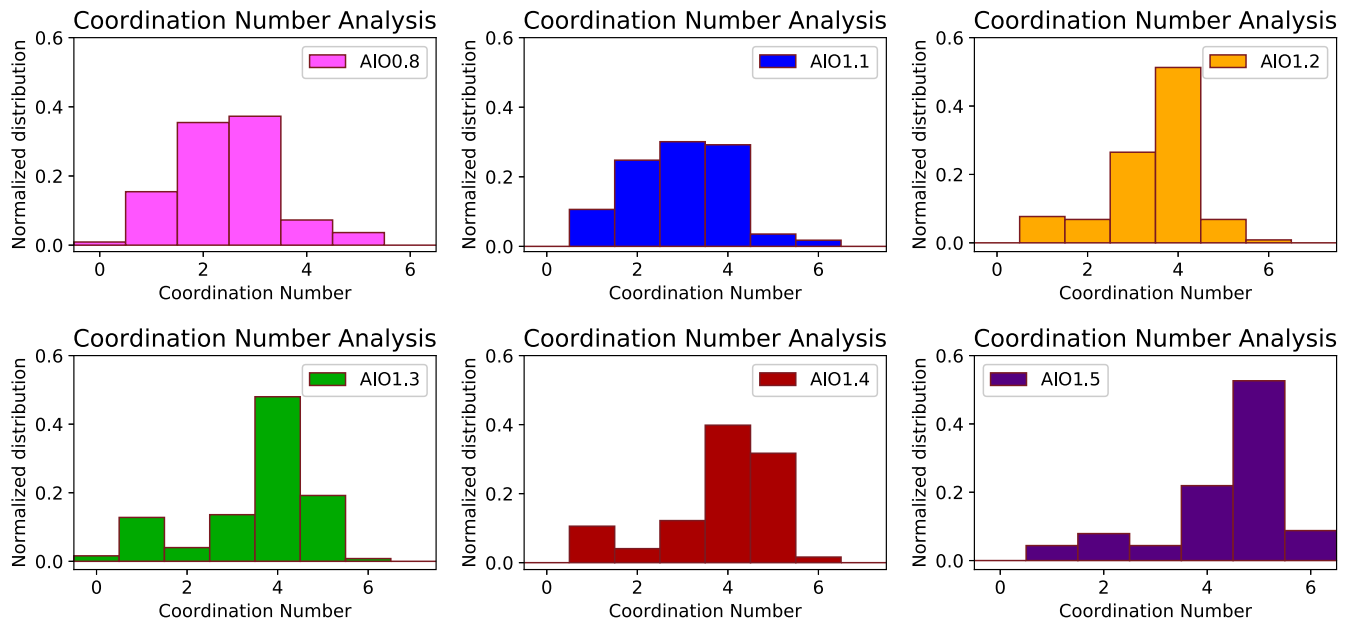 Coordination Number Analysis
Normalized distribution
0.6
0.4
0.2
0.0
AlO0.8
0 2 4 6
Coordination Number
Coordination Number Analysis
Normalized distribution
0.6
0.4
0.2
0.0
AlO1.1
0 2 4 6
Coordination Number
Coordination Number Analysis
Normalized distribution
0.6
0.4
0.2
0.0
AlO1.2
0 2 4 6
Coordination Number
Coordination Number Analysis
Normalized distribution
0.6
0.4
0.2
0.0
AlO1.3
0 2 4 6
Coordination Number
Coordination Number Analysis
Normalized distribution
0.6
0.4
0.2
0.0
AlO1.4
0 2 4 6
Coordination Number
Coordination Number Analysis
Normalized distribution
0.6
0.4
0.2
0.0
AlO1.5
0 2 4 6
Coordination Number